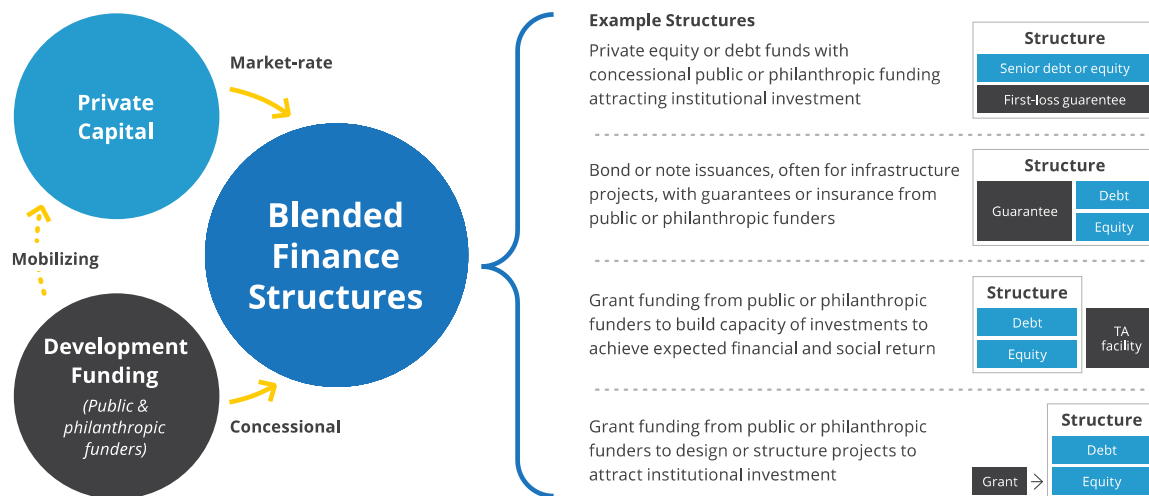 Private
Capital
Market-rate
Mobilizing
Blended
Finance
Structures
Development
Funding
(Public &
philanthropic
funders)
Concessional
Example Structures
Private equity or debt funds with
concessional public or philanthropic funding
attracting institutional investment
Structure
Senior debt or equity
First-loss guarentee
Bond or note issuances, often for infrastructure
projects, with guarantees or insurance from
public or philanthropic funders
Structure
Guarantee
Debt
Equity
Grant funding from public or philanthropic
funders to build capacity of investments to
achieve expected financial and social return
Structure
Debt
Equity
TA
facility
Grant funding from public or philanthropic
funders to design or structure projects to
attract institutional investment
Grant
Structure
Debt
Equity